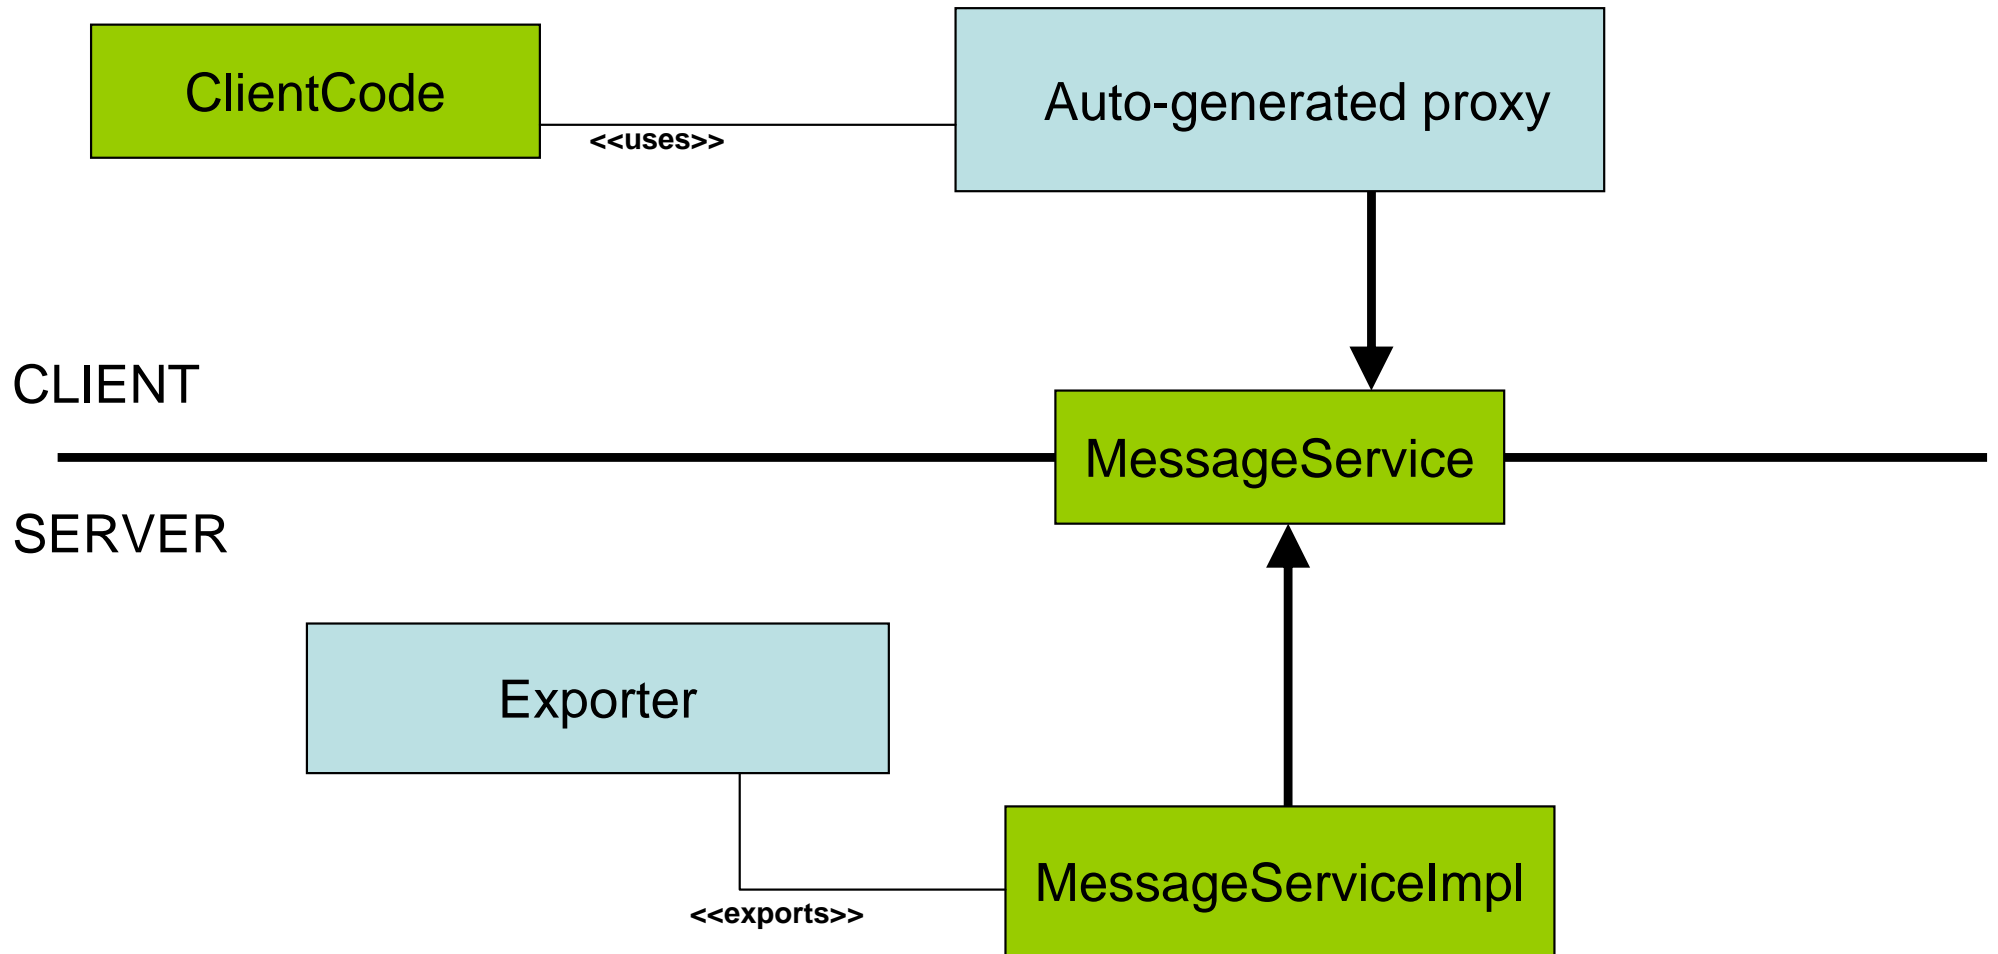 ClientCode
Auto-generated proxy
<<uses>>
CLIENT
MessageService
SERVER
Exporter
MessageServiceImpl
<<exports>>